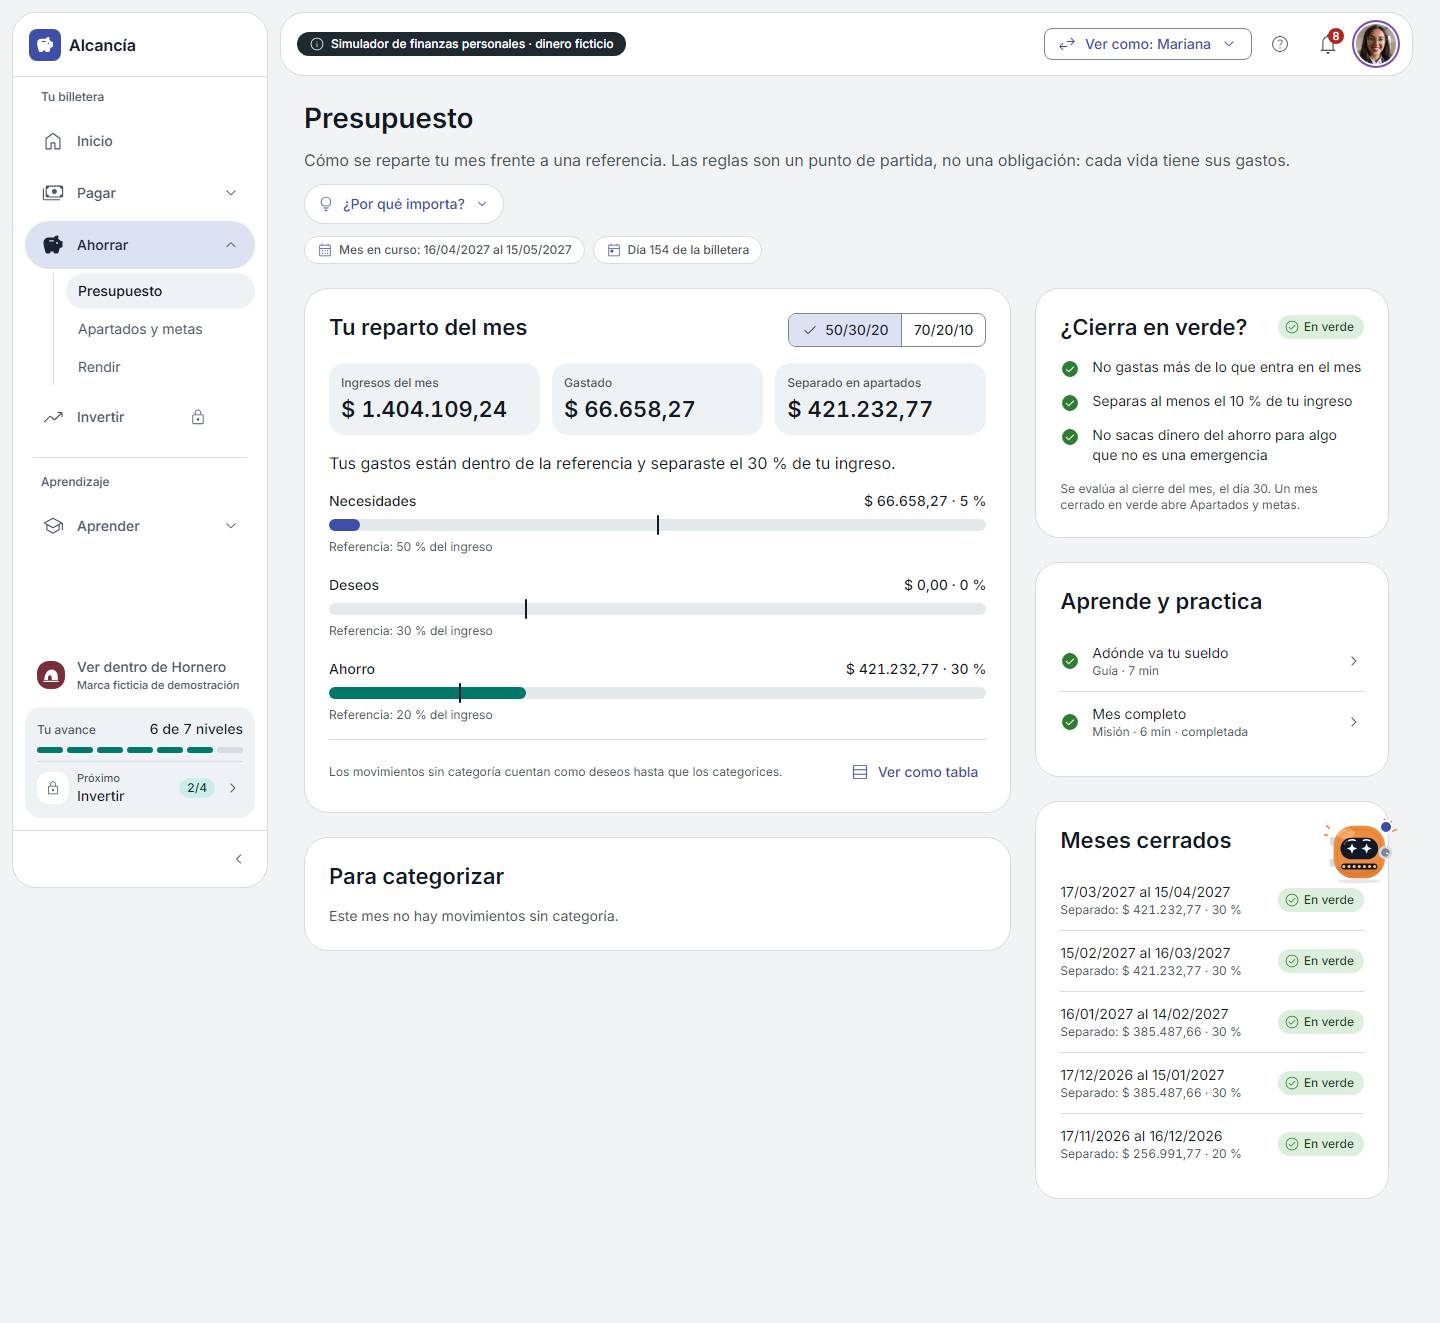 Alcancía
Tu billetera
Inicio
Pagar
Ahorrar
Presupuesto
Apartados y metas
Rendir
Invertir
Aprendizaje
Aprender
Ver dentro de Hornero
Marca ficticia de demostración
Tu avance
6 de 7 niveles
Próximo
Invertir
2/4
Simulador de finanzas personales · dinero ficticio
Ver como: Mariana
8
Presupuesto
Cómo se reparte tu mes frente a una referencia. Las reglas son un punto de partida, no una obligación: cada vida tiene sus gastos.
¿Por qué importa?
Mes en curso: 16/04/2027 al 15/05/2027
Día 154 de la billetera
Tu reparto del mes
50/30/20
70/20/10
Ingresos del mes
$ 1.404.109,24
Gastado
$ 66.658,27
Separado en apartados
$ 421.232,77
Tus gastos están dentro de la referencia y separaste el 30 % de tu ingreso.
Necesidades
$ 66.658,27 · 5 %
Referencia: 50 % del ingreso
Deseos
$ 0,00 · 0 %
Referencia: 30 % del ingreso
Ahorro
$ 421.232,77 · 30 %
Referencia: 20 % del ingreso
Los movimientos sin categoría cuentan como deseos hasta que los categorices.
Ver como tabla
Para categorizar
Este mes no hay movimientos sin categoría.
¿Cierra en verde?
En verde
No gastas más de lo que entra en el mes
Separas al menos el 10 % de tu ingreso
No sacas dinero del ahorro para algo
que no es una emergencia
Se evalúa al cierre del mes, el día 30. Un mes
cerrado en verde abre Apartados y metas.
Aprende y practica
Adónde va tu sueldo
Guía · 7 min
Mes completo
Misión · 6 min · completada
Meses cerrados
17/03/2027 al 15/04/2027
Separado: $ 421.232,77 · 30 %
En verde
15/02/2027 al 16/03/2027
Separado: $ 421.232,77 · 30 %
En verde
16/01/2027 al 14/02/2027
Separado: $ 385.487,66 · 30 %
En verde
17/12/2026 al 15/01/2027
Separado: $ 385.487,66 · 30 %
En verde
17/11/2026 al 16/12/2026
Separado: $ 256.991,77 · 20 %
En verde